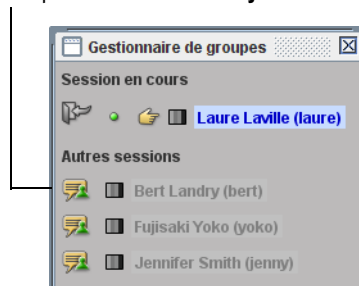 Gestionnaire de groupes
Session en cours
Laure Laville (laure)
Autres sessions
Bert Landry (bert)
Fujisaki Yoko (yoko)
Jennifer Smith (jenny)